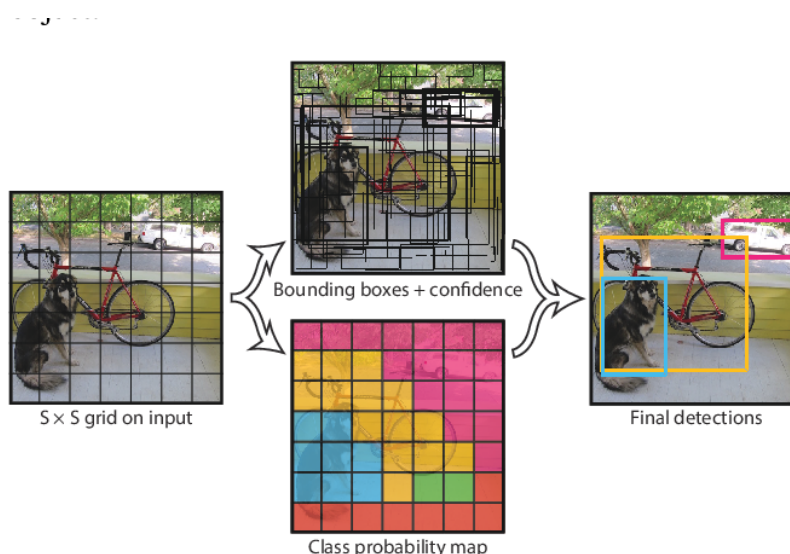 S × S grid on input
Bounding boxes + confidence
Class probability map
Final detections